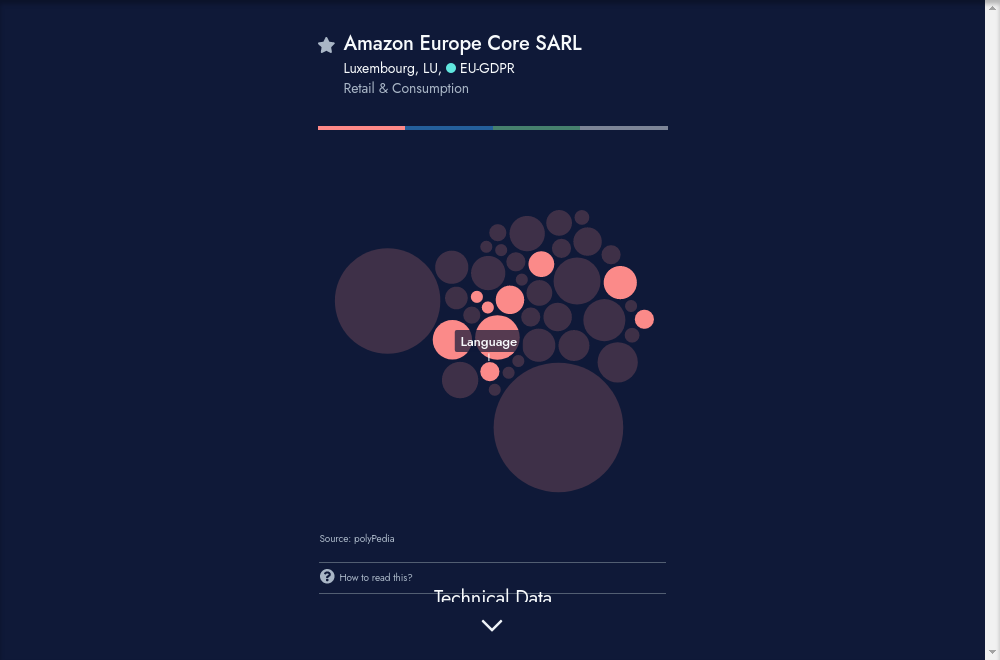 Amazon Europe Core SARL
Luxembourg, LU, EU-GDPR
Retail & Consumption
Language
Source: polyPedia
How to read this?
Technical Data